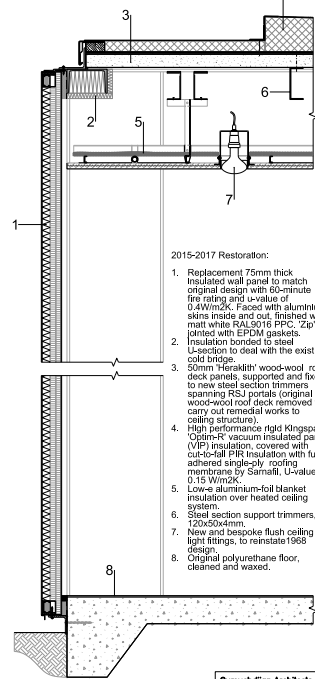 3
2
5
6
7
1
2015-2017 Restoration:
1. Replacement 75mm thick
Insulated wall panel to match
original design with 60-minute
fire rating and u-value of
0.4W/m2K. Faced with
skins inside and out, finished
matt white RAL9016 PPC. 'Zip'
jointed with EPDM gaskets.
2. Insulation bonded to steel
U-section to deal with the
cold bridge.
3. 50mm 'Heraklith' wood-wool
deck panels, supported and
to new steel section trimmers
spanning RSJ portals (original
wood-wool roof deck removed
carry out remedial works to
ceiling structure).
4. High performance rigid
'Optim-R' vacuum insulated
(VIP) insulation, covered with
cut-to-fall PIR Insulation with
adhered single-ply roofing
membrane by Sarnafil, U-value
0.15 W/m2K.
5. Low-e aluminium-foil blanket
insulation over heated ceiling
system.
6. Steel section support trimmers,
120x50x4mm.
7. New and bespoke flush ceiling
light fittings, to reinstate1968
design.
8. Original polyurethane floor,
cleaned and waxed.
8